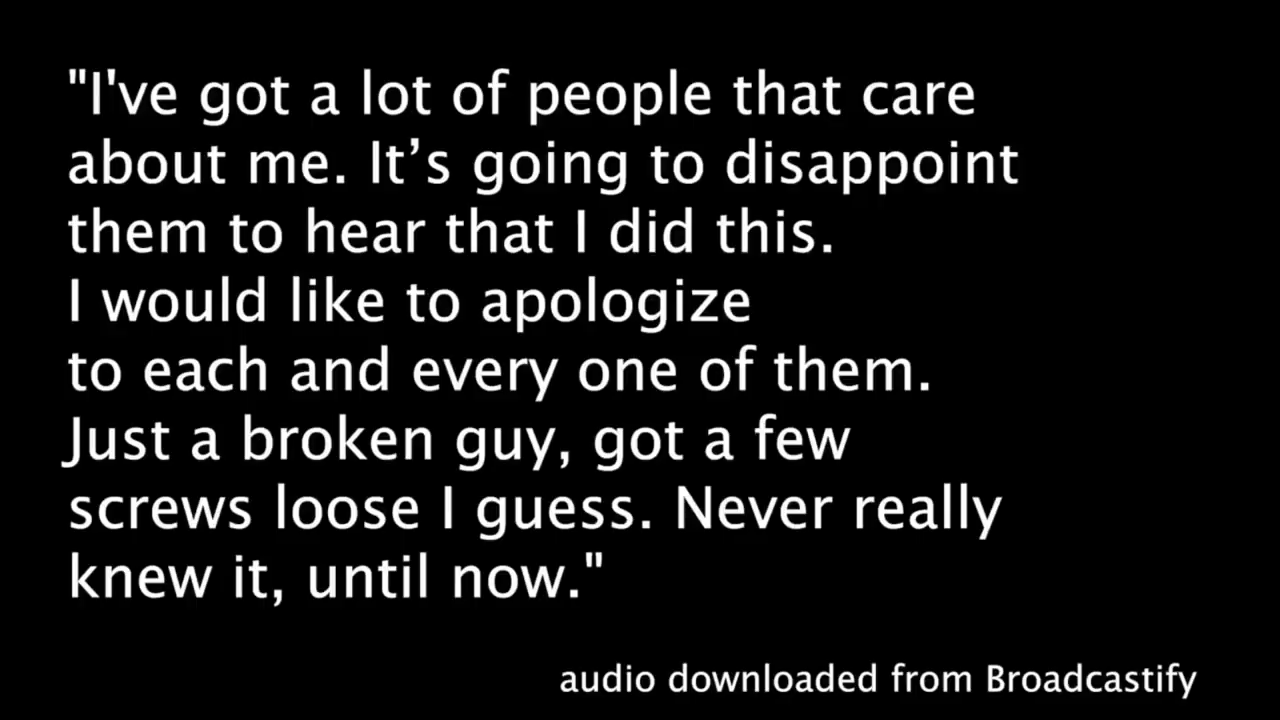 "I've got a lot of people that care
about me. It’s going to disappoint
them to hear that I did this.
I would like to apologize
to each and every one of them.
Just a broken guy, got a few
screws loose I guess. Never really
knew it, until now."
audio downloaded from Broadcastify